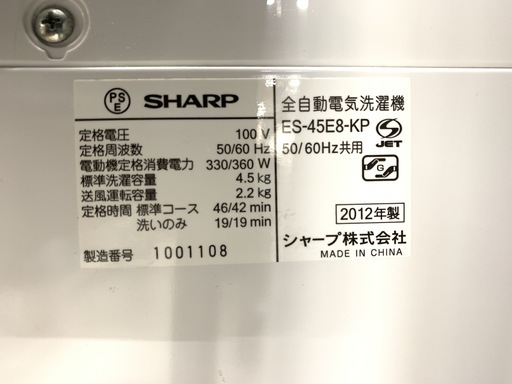 PS
E
SHARP
定格電圧 100 V
定格周波数 50/60 Hz
電動機定格消費電力 330/360 W
標準洗濯容量 4.5 kg
送風運転容量 2.2 kg
定格時間 標準コース 46/42 min
洗いのみ 19/19 min
製造番号 1001108
全自動電気洗濯機
ES-45E8-KP
S
JET
50/60Hz共用
G
2012年製
シャープ株式会社
MADE IN CHINA